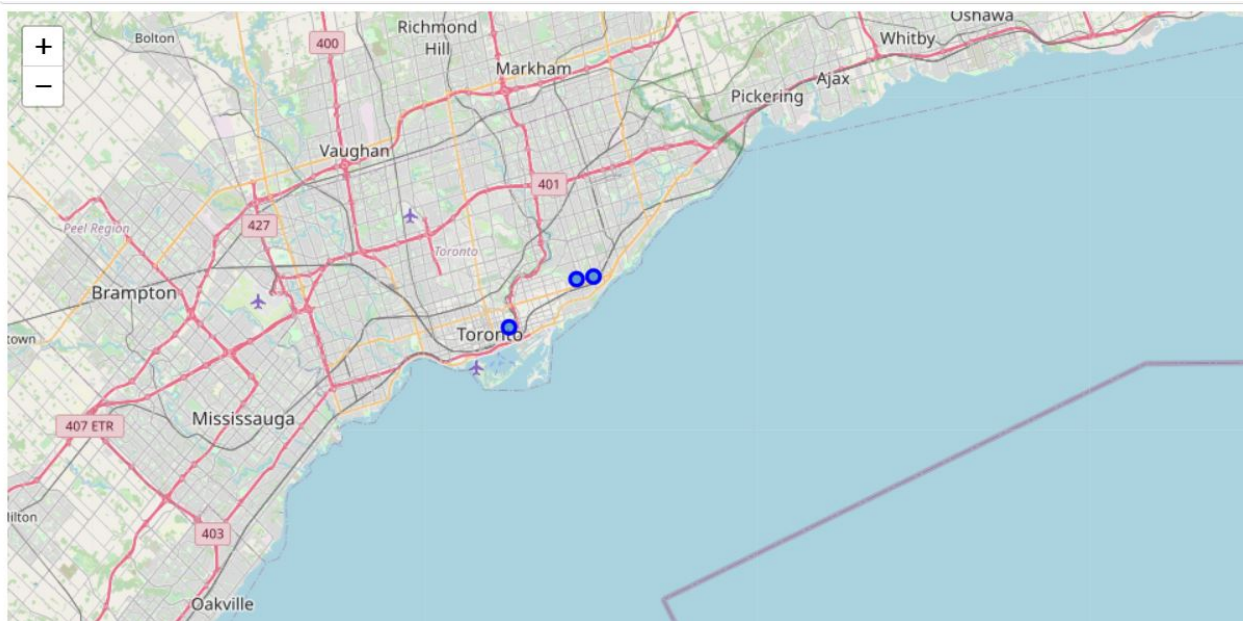 +
−
Bolton
400
Richmond
Hill
Oshawa
Whitby
Markham
Ajax
Pickering
Vaughan
401
427
Peel Region
Toronto
Brampton
town
Toronto
Mississauga
407 ETR
ilton
403
Oakville